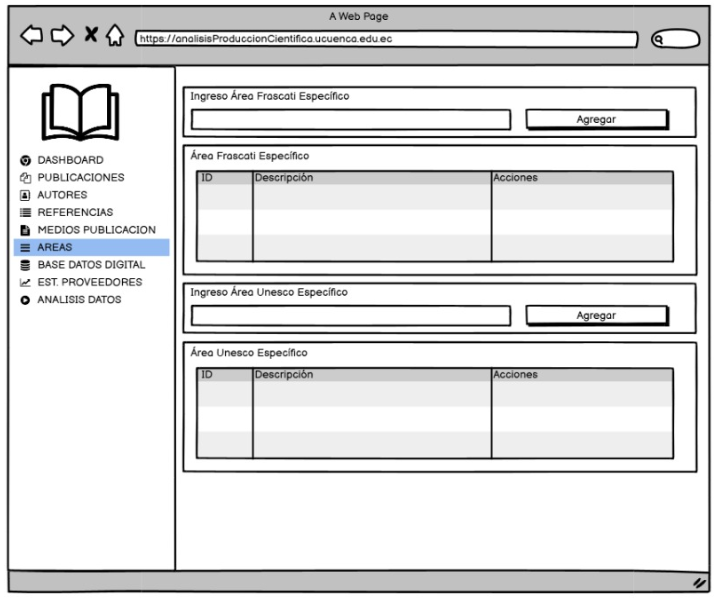 A Web Page
https://analisisProduccionCientifica.ucuenca.edu.ec
DASHBOARD
PUBLICACIONES
AUTORES
REFERENCIAS
MEDIOS PUBLICACION
AREAS
BASE DATOS DIGITAL
EST. PROVEEDORES
ANALISIS DATOS
Ingreso Área Frascati Específico
Agregar
Área Frascati Específico
ID Descripción Acciones
Ingreso Área Unesco Específico
Agregar
Área Unesco Específico
ID Descripción Acciones